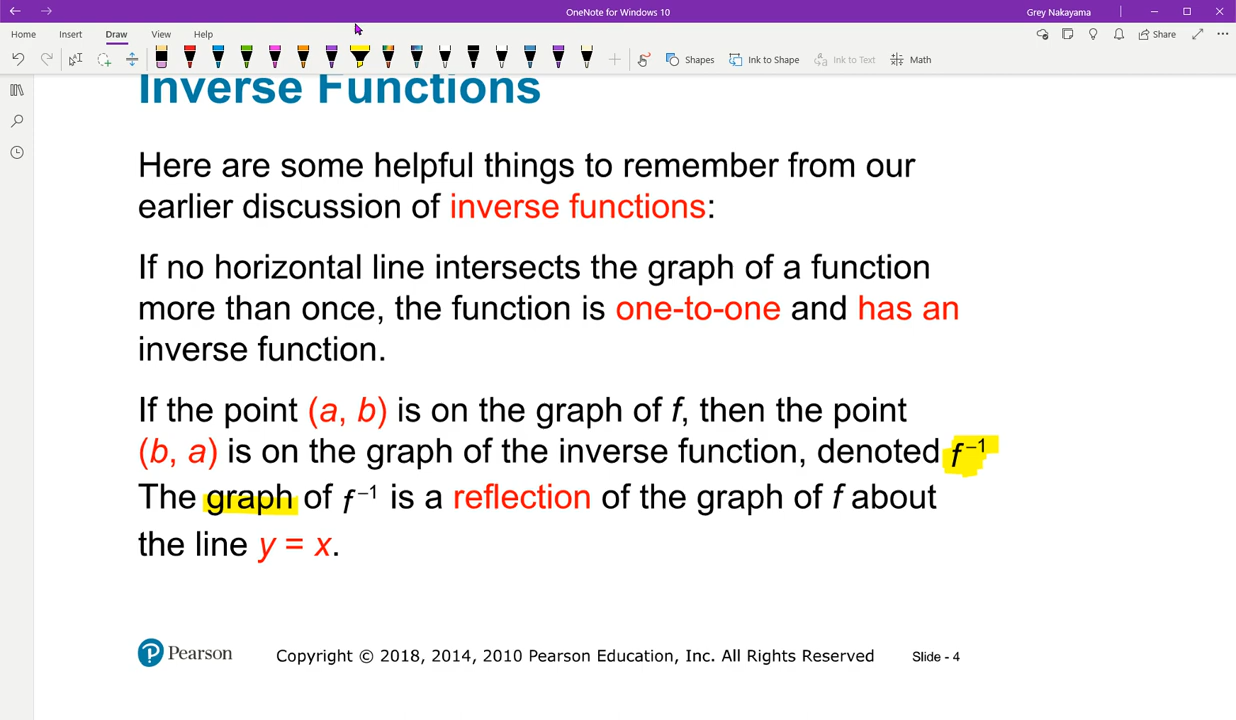 OneNote for Windows 10
Grey Nakayama
Home Insert Draw View Help
Share
Shapes Ink to Shape Ink to Text Math
Inverse Functions
Here are some helpful things to remember from our
earlier discussion of inverse functions:
If no horizontal line intersects the graph of a function
more than once, the function is one-to-one and has an
inverse function.
If the point (a, b) is on the graph of f, then the point
(b, a) is on the graph of the inverse function, denoted f⁻¹
The graph of f⁻¹ is a reflection of the graph of f about
the line y = x.
Pearson
Copyright © 2018, 2014, 2010 Pearson Education, Inc. All Rights Reserved
Slide - 4